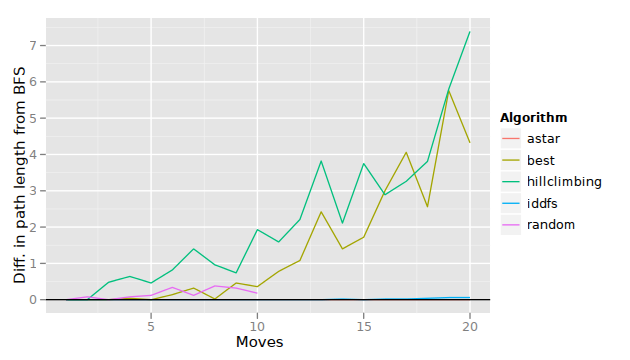 Diff. in path length from BFS
7
6
5
4
3
2
1
0
5
10
15
20
Moves
Algorithm
astar
best
hillclimbing
iddfs
random